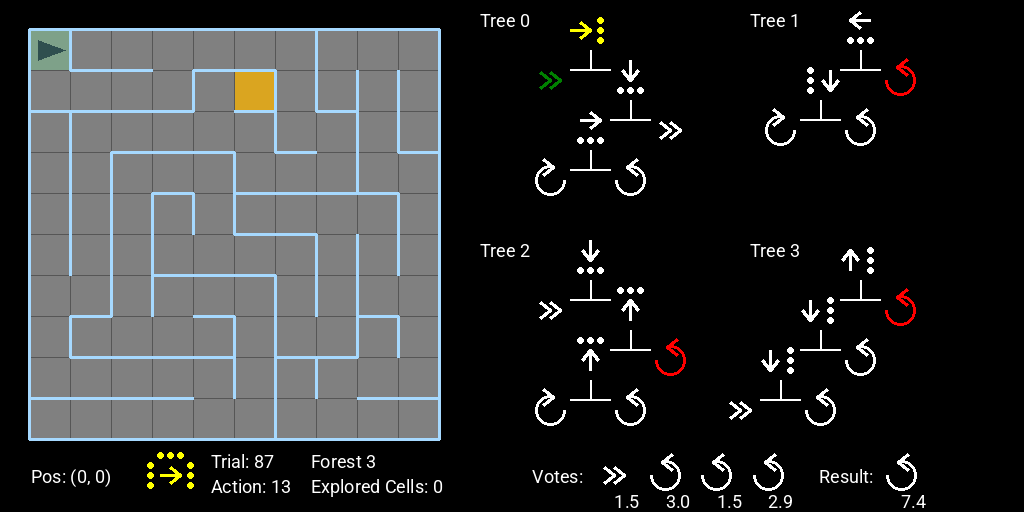 Tree 0
Tree 1
Tree 2
Tree 3
Pos: (0, 0)
Trial: 87
Forest 3
Action: 13
Explored Cells: 0
Votes:
Result:
1.5
3.0
1.5
2.9
7.4